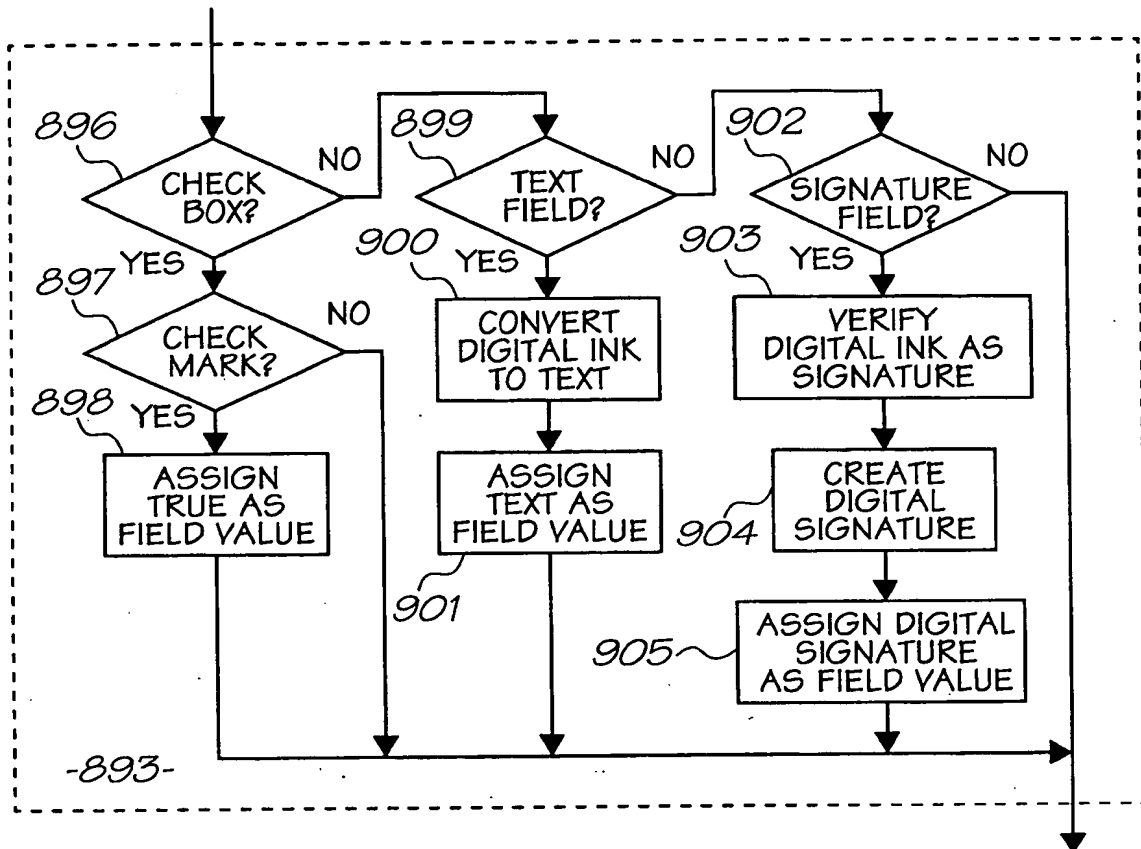 896
CHECK
BOX?
NO
YES
897
CHECK
MARK?
NO
YES
898
ASSIGN
TRUE AS
FIELD VALUE
899
TEXT
FIELD?
NO
YES
900
CONVERT
DIGITAL INK
TO TEXT
ASSIGN
TEXT AS
FIELD VALUE
901
902
SIGNATURE
FIELD?
NO
YES
903
VERIFY
DIGITAL INK AS
SIGNATURE
CREATE
DIGITAL
SIGNATURE
904
ASSIGN DIGITAL
SIGNATURE
AS FIELD VALUE
905
-893-